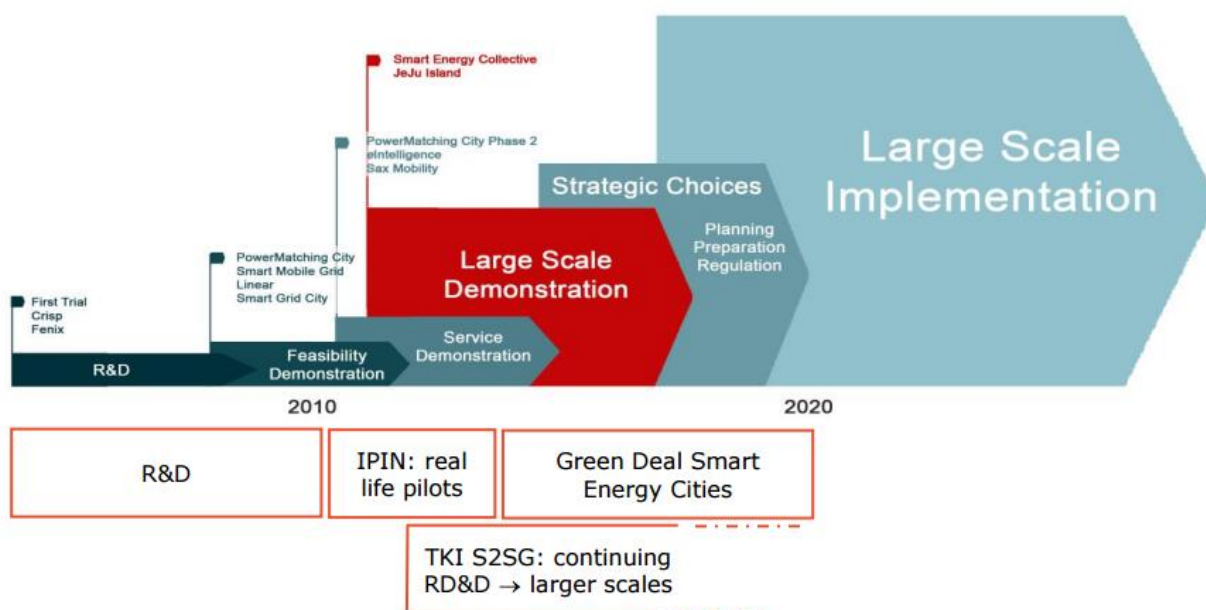 Smart Energy Collective
JeJu Island
PowerMatching City Phase 2
eIntelligence
Sax Mobility
PowerMatching City
Smart Mobile Grid
Linear
Smart Grid City
First Trial
Crisp
Fenix
R&D
Feasibility
Demonstration
Service
Demonstration
Large Scale
Demonstration
Strategic Choices
Planning
Preparation
Regulation
Large Scale
Implementation
2010
2020
R&D
IPIN: real
life pilots
Green Deal Smart
Energy Cities
TKI S2SG: continuing
RD&D → larger scales